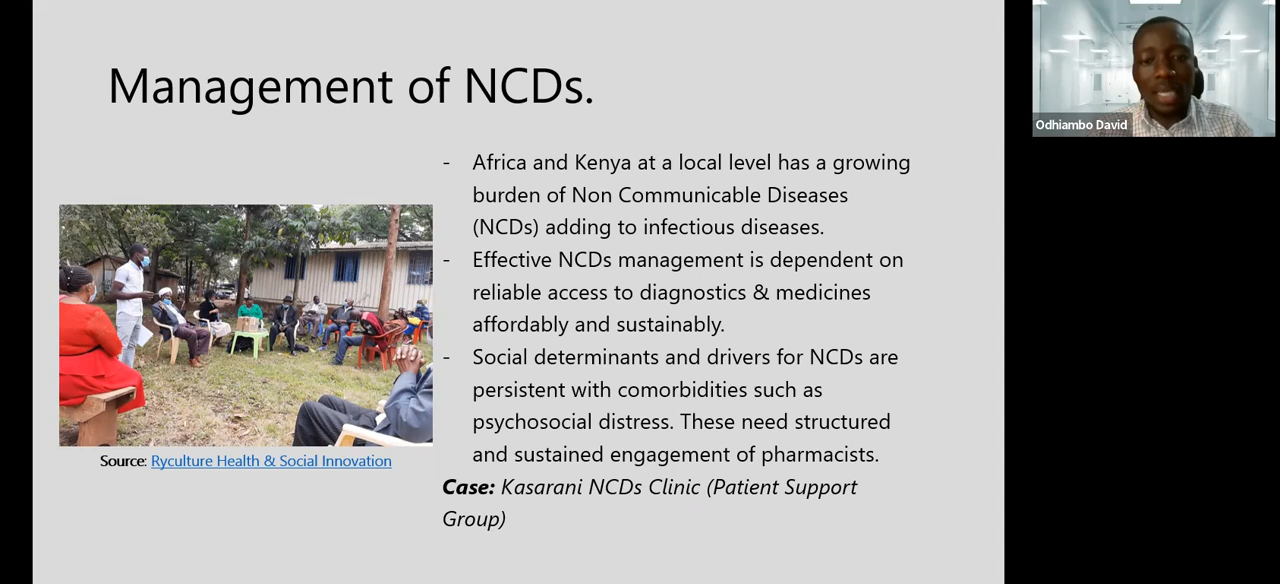 Management of NCDs.
- Africa and Kenya at a local level has a growing
burden of Non Communicable Diseases
(NCDs) adding to infectious diseases.
- Effective NCDs management is dependent on
reliable access to diagnostics & medicines
affordably and sustainably.
- Social determinants and drivers for NCDs are
persistent with comorbidities such as
psychosocial distress. These need structured
and sustained engagement of pharmacists.
Case: Kasarani NCDs Clinic (Patient Support
Group)
Source: Ryculture Health & Social Innovation
Odhiambo David